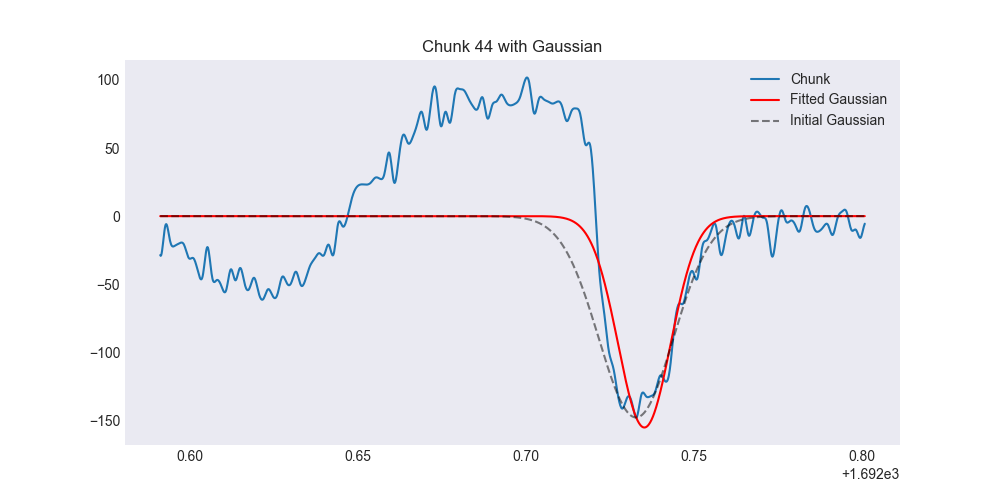 Chunk 44 with Gaussian
100
50
0
−50
−100
−150
Chunk
Fitted Gaussian
Initial Gaussian
0.60 0.65 0.70 0.75 0.80
+1.692e3